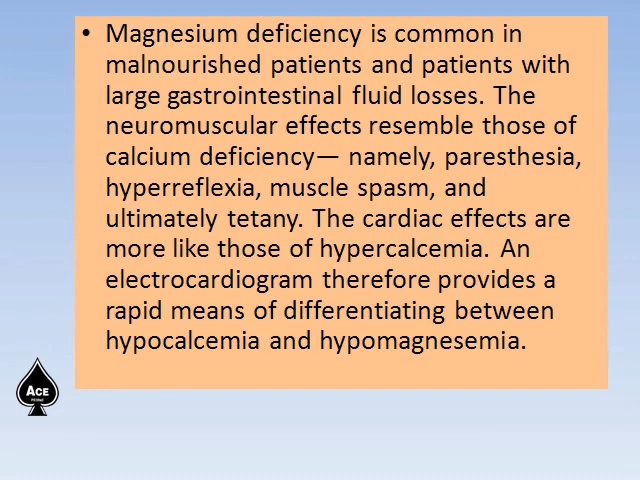 • Magnesium deficiency is common in
malnourished patients and patients with
large gastrointestinal fluid losses. The
neuromuscular effects resemble those of
calcium deficiency— namely, paresthesia,
hyperreflexia, muscle spasm, and
ultimately tetany. The cardiac effects are
more like those of hypercalcemia. An
electrocardiogram therefore provides a
rapid means of differentiating between
hypocalcemia and hypomagnesemia.
ACE